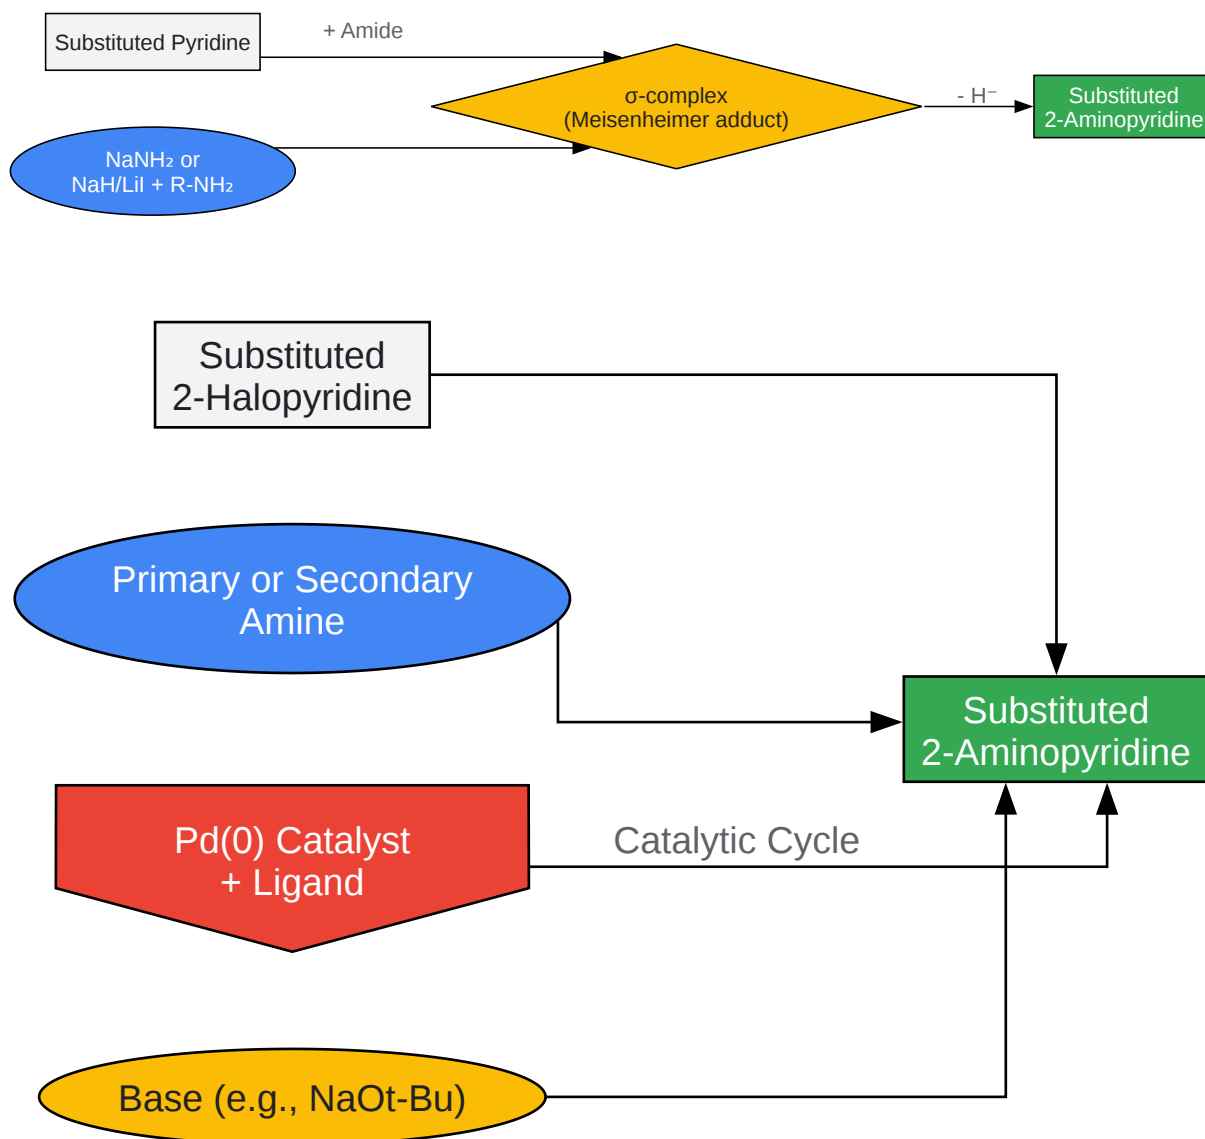 Substituted Pyridine
+ Amide
NaNH₂ or
NaH/LiI + R-NH₂
σ-complex
(Meisenheimer adduct)
- H⁻
Substituted
2-Aminopyridine
Substituted
2-Halopyridine
Primary or Secondary
Amine
Substituted
2-Aminopyridine
Pd(0) Catalyst
+ Ligand
Catalytic Cycle
Base (e.g., NaOt-Bu)